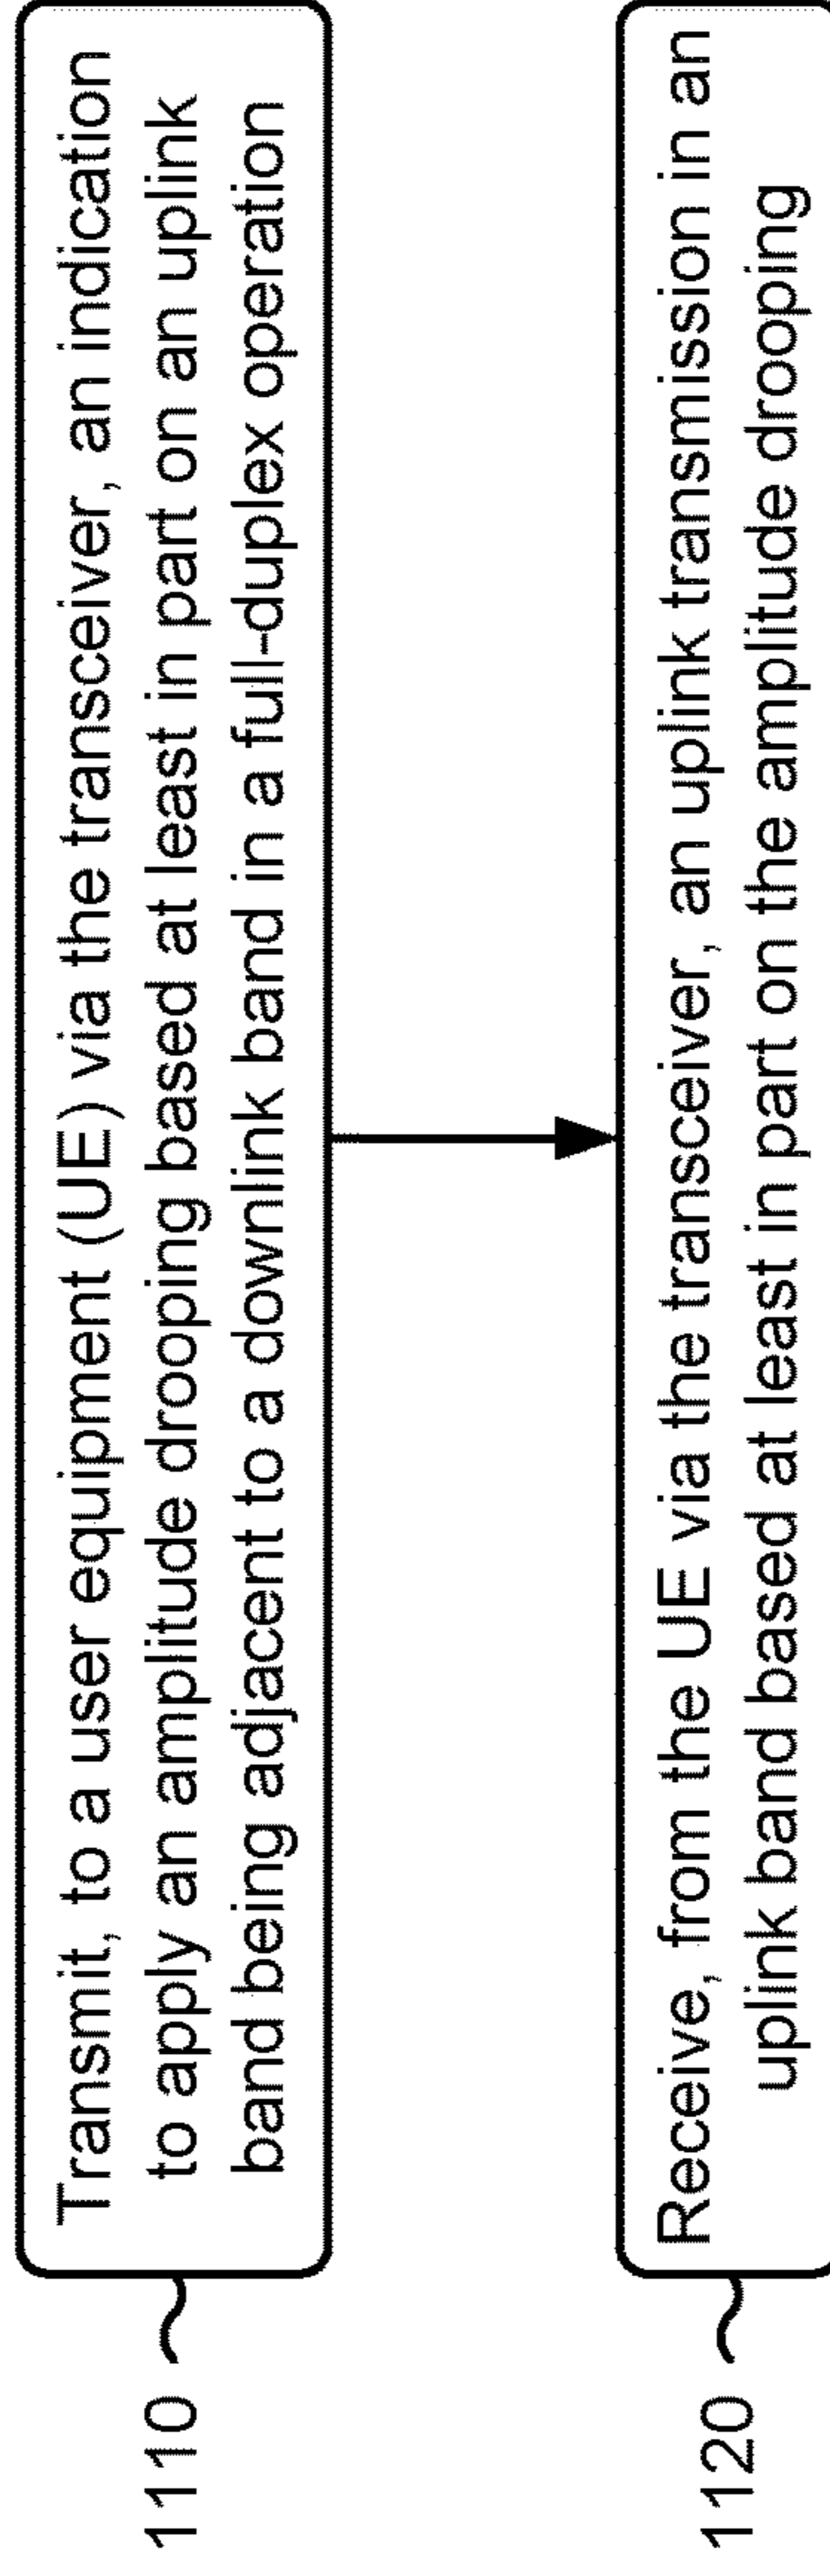 1110
Transmit, to a user equipment (UE) via the transceiver, an indication
to apply an amplitude drooping based at least in part on an uplink
band being adjacent to a downlink band in a full-duplex operation
1120
Receive, from the UE via the transceiver, an uplink transmission in an
uplink band based at least in part on the amplitude drooping